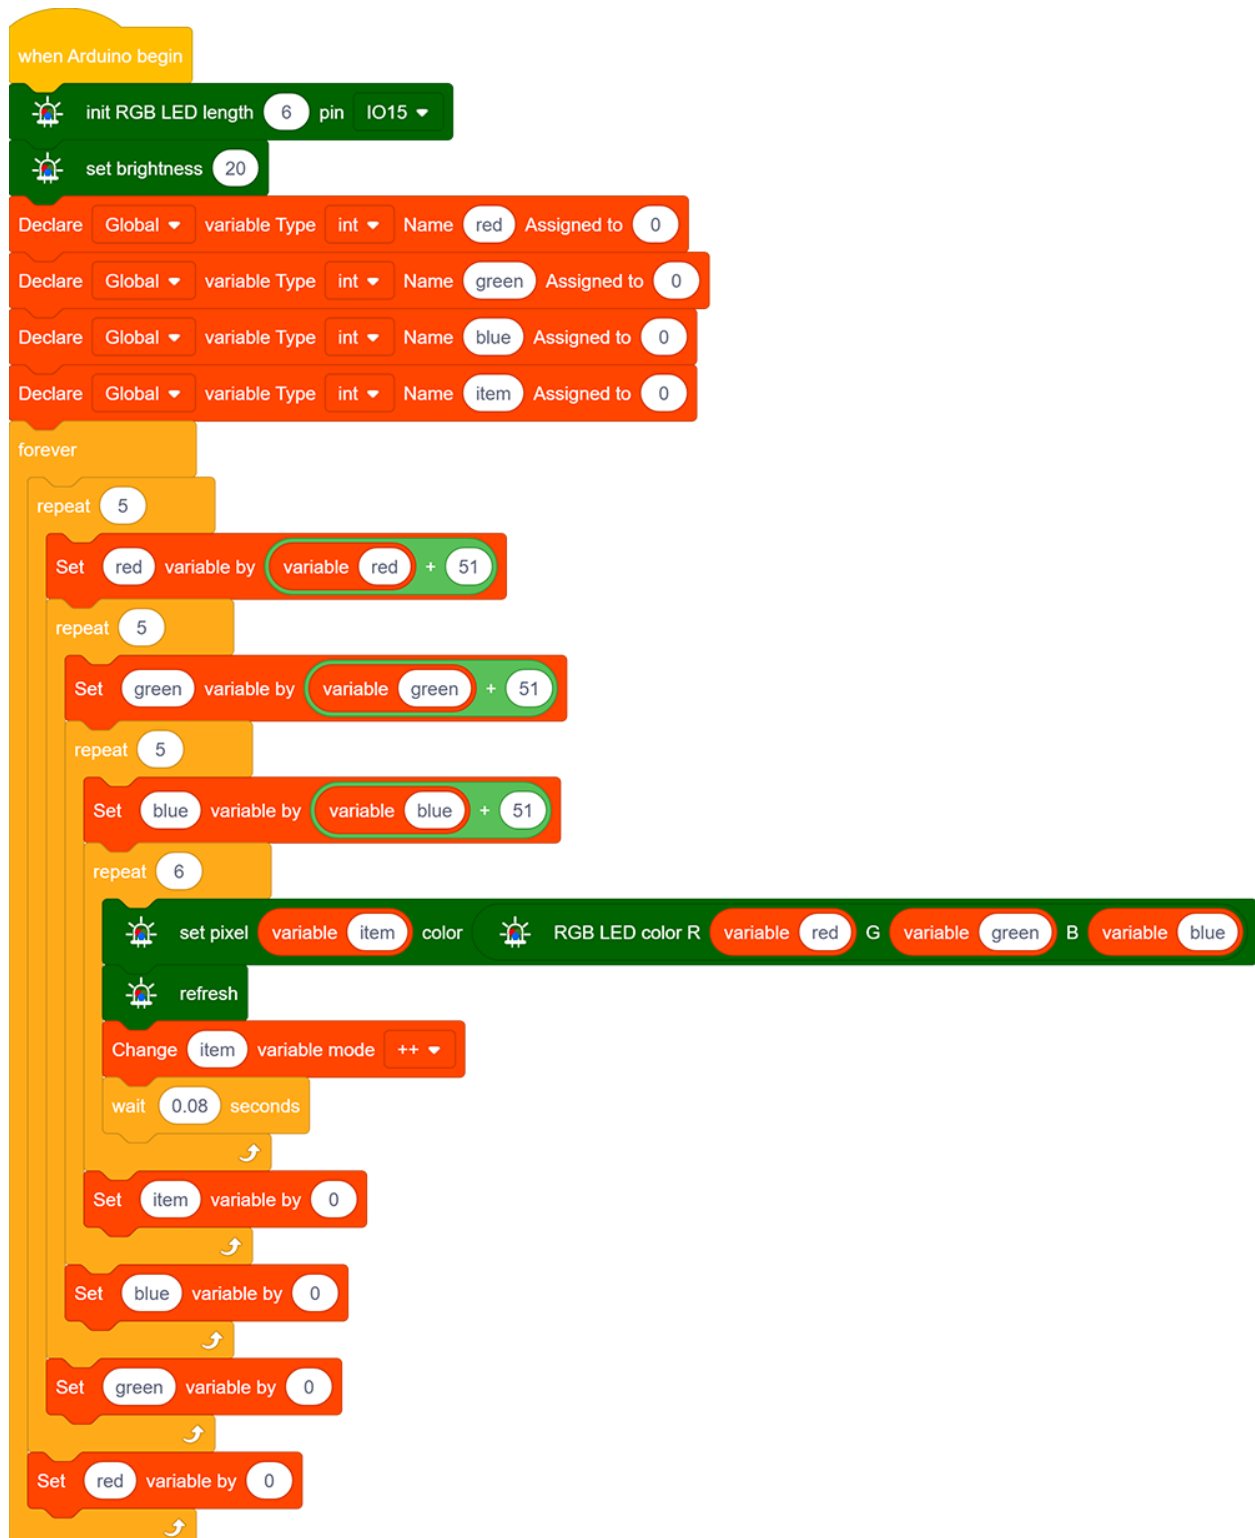 when Arduino begin
init RGB LED length 6 pin IO15
set brightness 20
Declare Global variable Type int Name red Assigned to 0
Declare Global variable Type int Name green Assigned to 0
Declare Global variable Type int Name blue Assigned to 0
Declare Global variable Type int Name item Assigned to 0
forever
repeat 5
Set red variable by variable red + 51
repeat 5
Set green variable by variable green + 51
repeat 5
Set blue variable by variable blue + 51
repeat 6
set pixel variable item color RGB LED color R variable red G variable green B variable blue
refresh
Change item variable mode ++
wait 0.08 seconds
Set item variable by 0
Set blue variable by 0
Set green variable by 0
Set red variable by 0